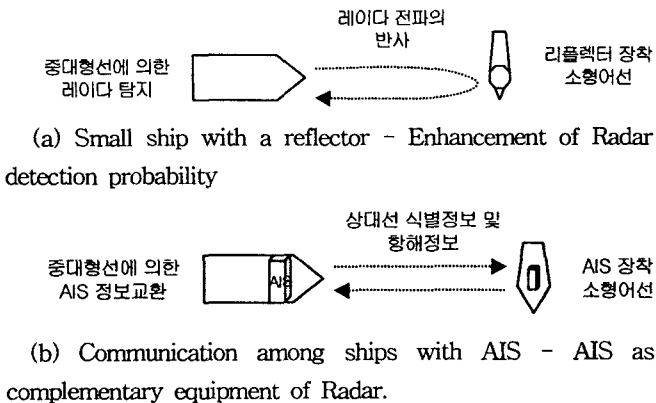 레이다 전파의
반사
중대형선에 의한
레이다 탐지
리플렉터 장착
소형어선
(a) Small ship with a reflector - Enhancement of Radar
detection probability
상대선 식별정보 및
항해정보
중대형선에 의한
AIS 정보교환
AIS
AIS 장착
소형어선
(b) Communication among ships with AIS - AIS as
complementary equipment of Radar.